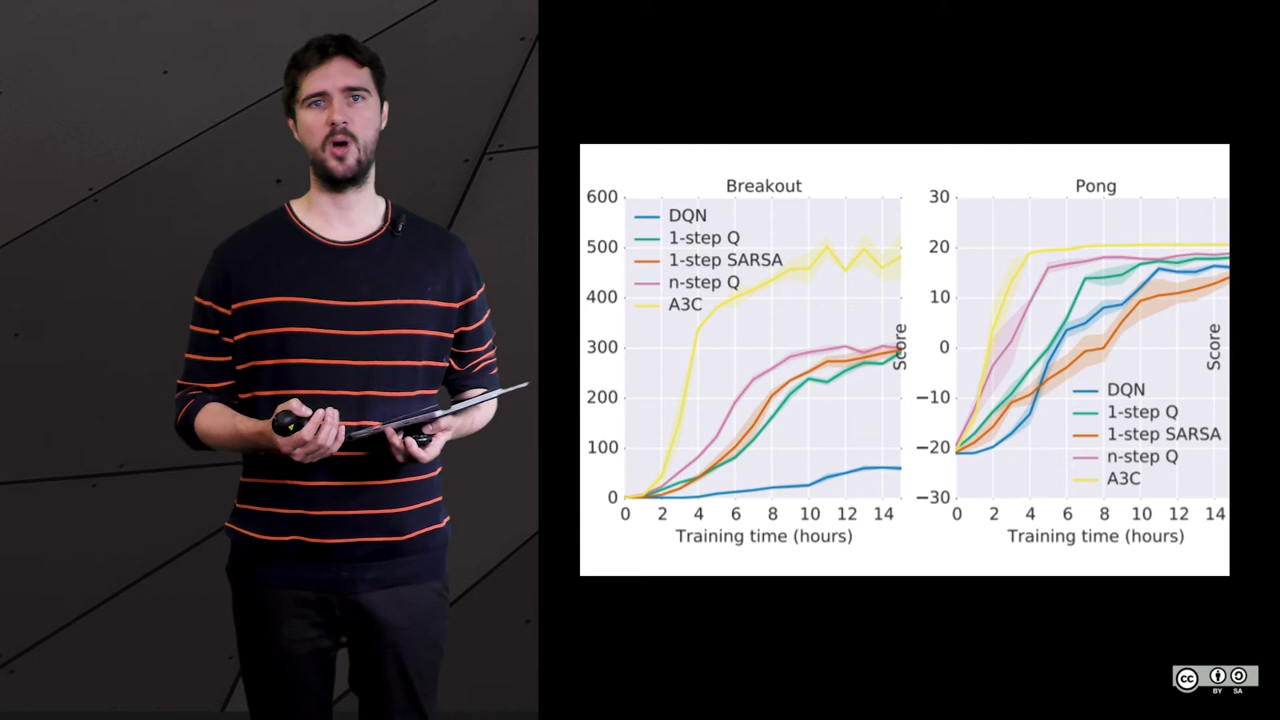 Breakout
600
500
400
300
200
100
0
DQN
1-step Q
1-step SARSA
n-step Q
A3C
0 2 4 6 8 10 12 14
Training time (hours)
Score
Pong
30
20
10
0
−10
−20
−30
DQN
1-step Q
1-step SARSA
n-step Q
A3C
0 2 4 6 8 10 12 14
Training time (hours)
Score
cc
BY SA